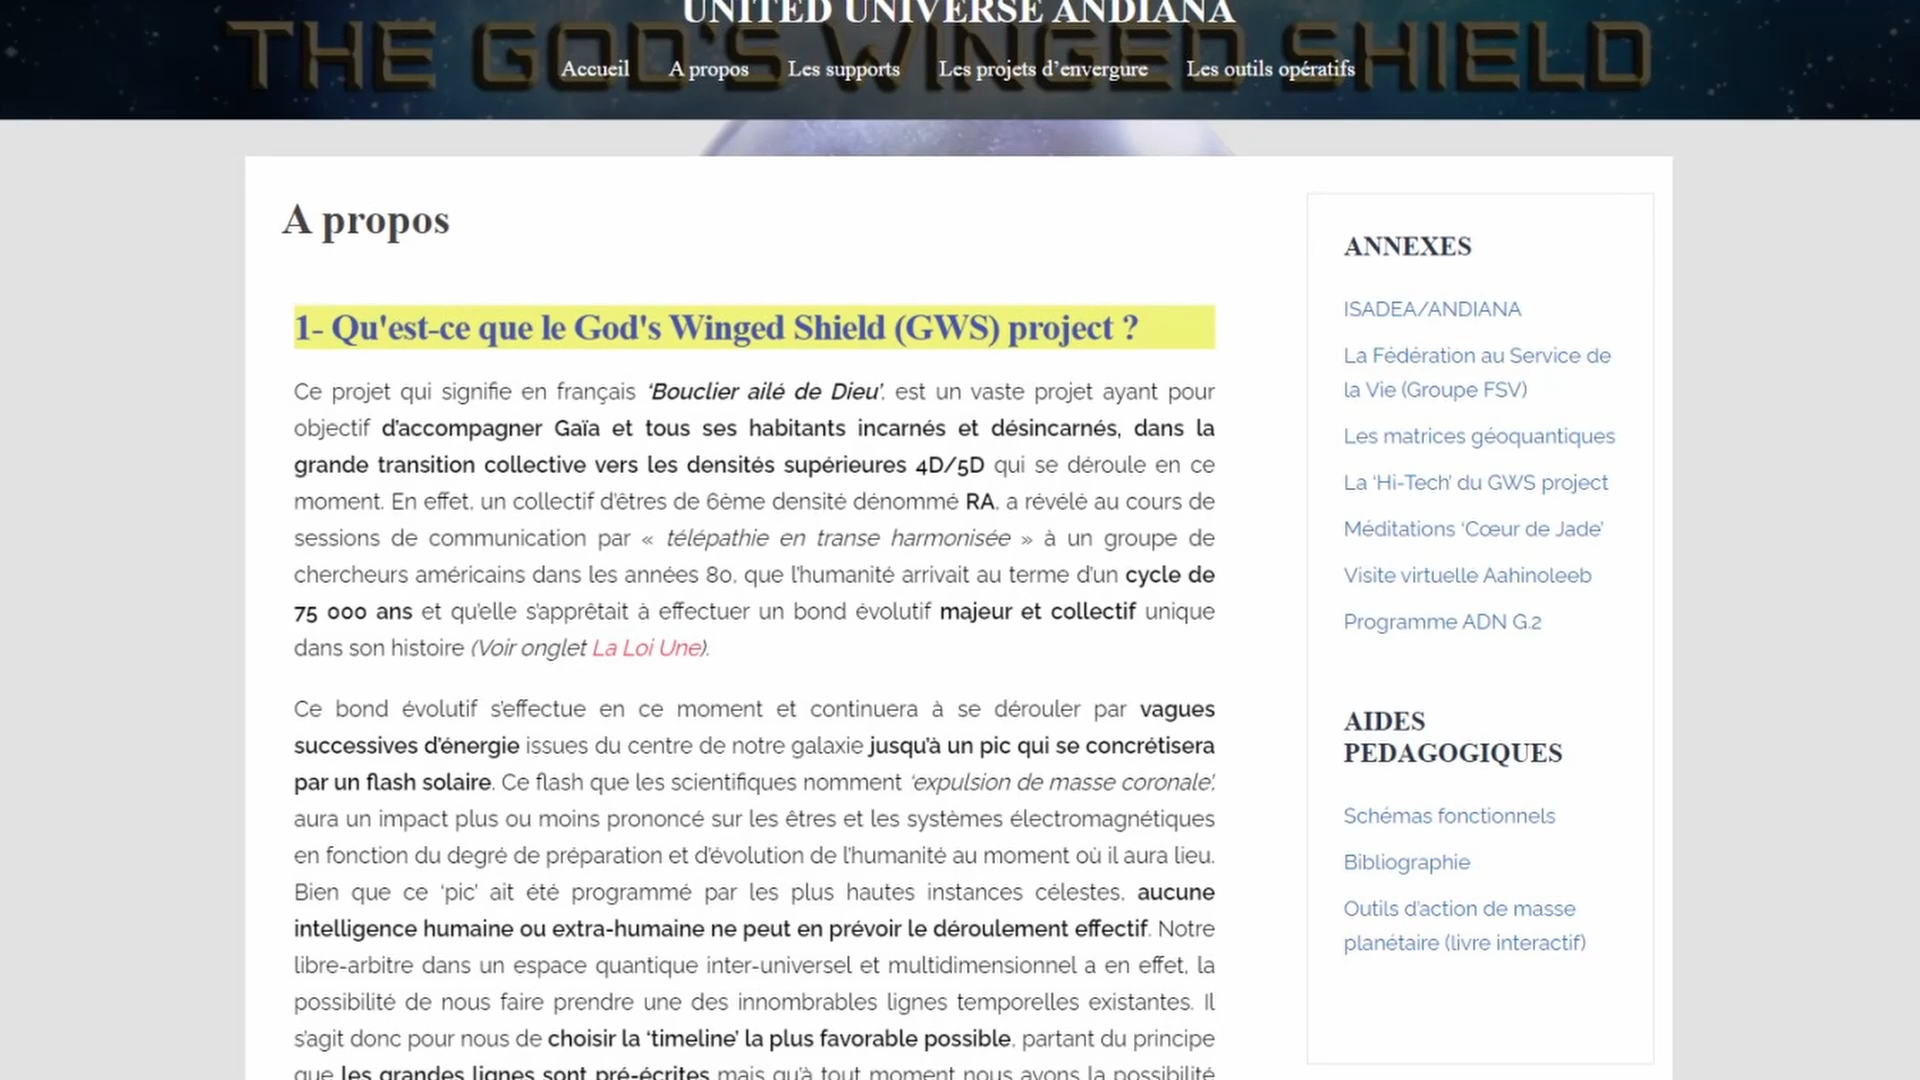 UNITED UNIVERSE ANDIANA
THE GOD'S WINGED SHIELD
Accueil A propos Les supports Les projets d’envergure Les outils opératifs
A propos
1- Qu'est-ce que le God's Winged Shield (GWS) project ?
Ce projet qui signifie en français ‘Bouclier ailé de Dieu’, est un vaste projet ayant pour
objectif d’accompagner Gaïa et tous ses habitants incarnés et désincarnés, dans la
grande transition collective vers les densités supérieures 4D/5D qui se déroule en ce
moment. En effet, un collectif d’êtres de 6ème densité dénommé RA, a révélé au cours de
sessions de communication par « télépathie en transe harmonisée » à un groupe de
chercheurs américains dans les années 80, que l’humanité arrivait au terme d’un cycle de
75 000 ans et qu’elle s’apprêtait à effectuer un bond évolutif majeur et collectif unique
dans son histoire (Voir onglet La Loi Une).
Ce bond évolutif s’effectue en ce moment et continuera à se dérouler par vagues
successives d’énergie issues du centre de notre galaxie jusqu’à un pic qui se concrétisera
par un flash solaire. Ce flash que les scientifiques nomment ‘expulsion de masse coronale’,
aura un impact plus ou moins prononcé sur les êtres et les systèmes électromagnétiques
en fonction du degré de préparation et d’évolution de l’humanité au moment où il aura lieu.
Bien que ce ‘pic’ ait été programmé par les plus hautes instances célestes, aucune
intelligence humaine ou extra-humaine ne peut en prévoir le déroulement effectif. Notre
libre-arbitre dans un espace quantique inter-universel et multidimensionnel a en effet, la
possibilité de nous faire prendre une des innombrables lignes temporelles existantes. Il
s’agit donc pour nous de choisir la ‘timeline’ la plus favorable possible, partant du principe
que les grandes lignes sont pré-écrites mais qu’à tout moment nous avons la possibilité
ANNEXES
ISADEA/ANDIANA
La Fédération au Service de
la Vie (Groupe FSV)
Les matrices géoquantiques
La ‘Hi-Tech’ du GWS project
Méditations ‘Cœur de Jade’
Visite virtuelle Aahinoleeb
Programme ADN G.2
AIDES
PEDAGOGIQUES
Schémas fonctionnels
Bibliographie
Outils d’action de masse
planétaire (livre interactif)